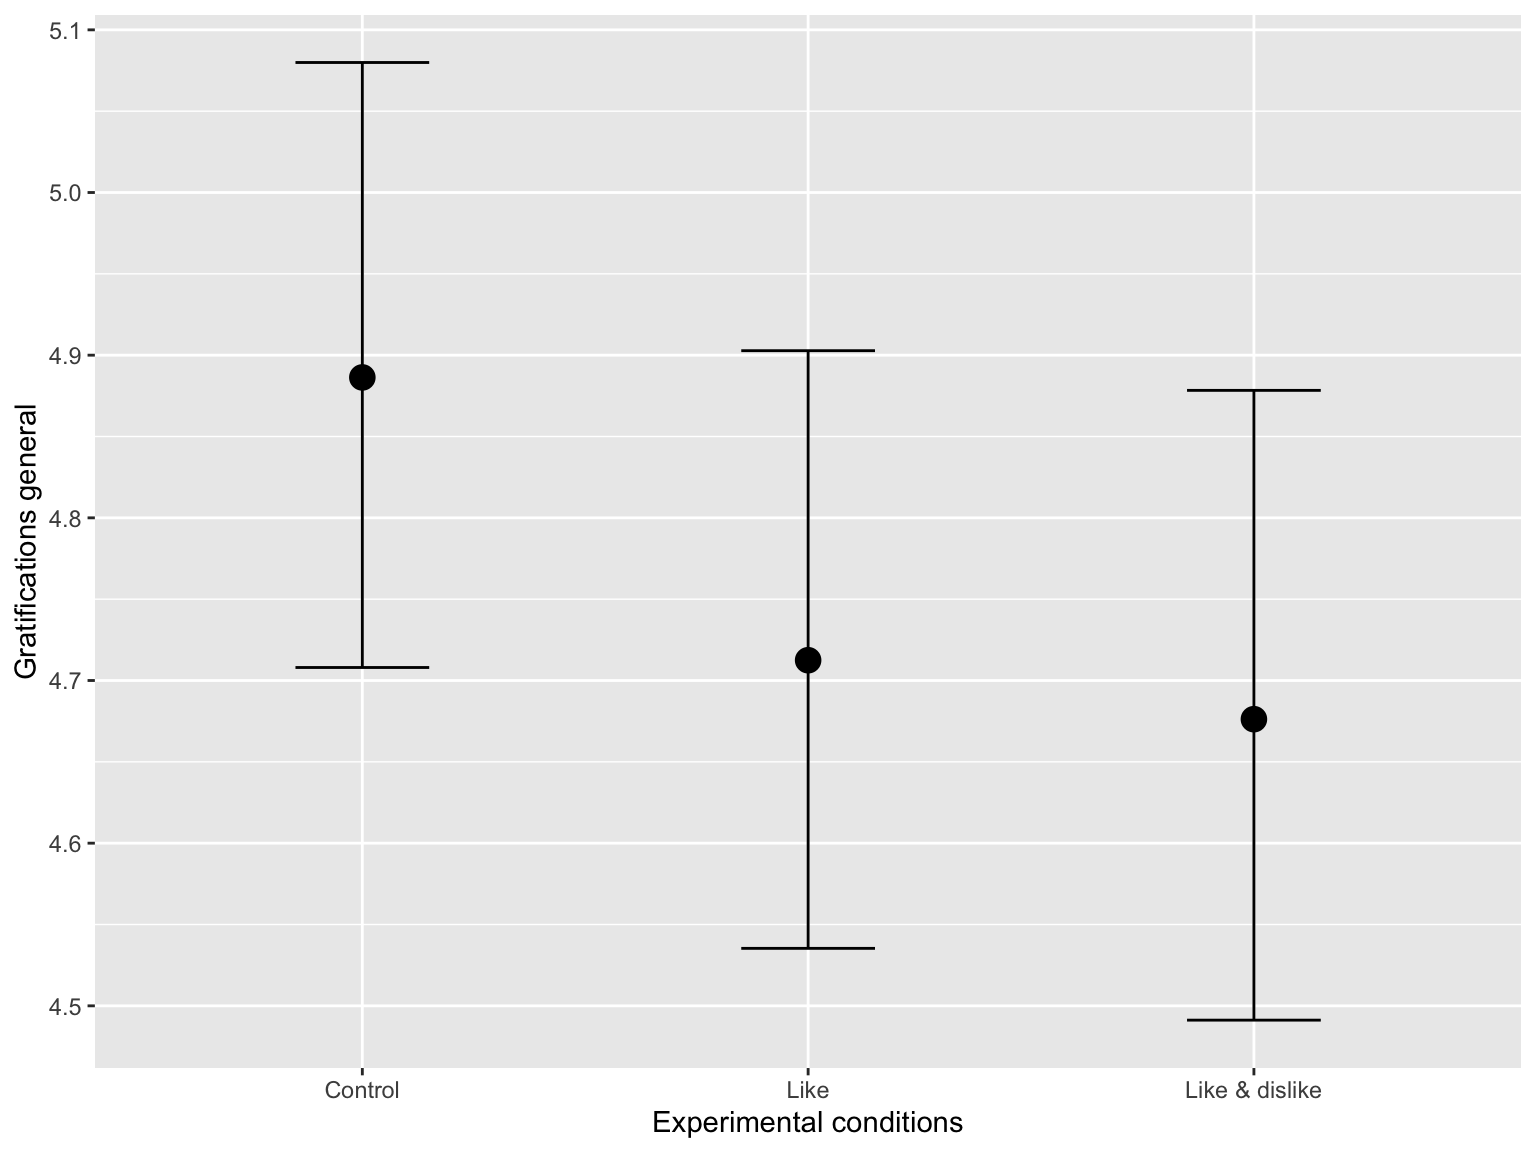 5.1
5.0
4.9
4.8
4.7
4.6
4.5
Gratifications general
Control
Like
Like & dislike
Experimental conditions